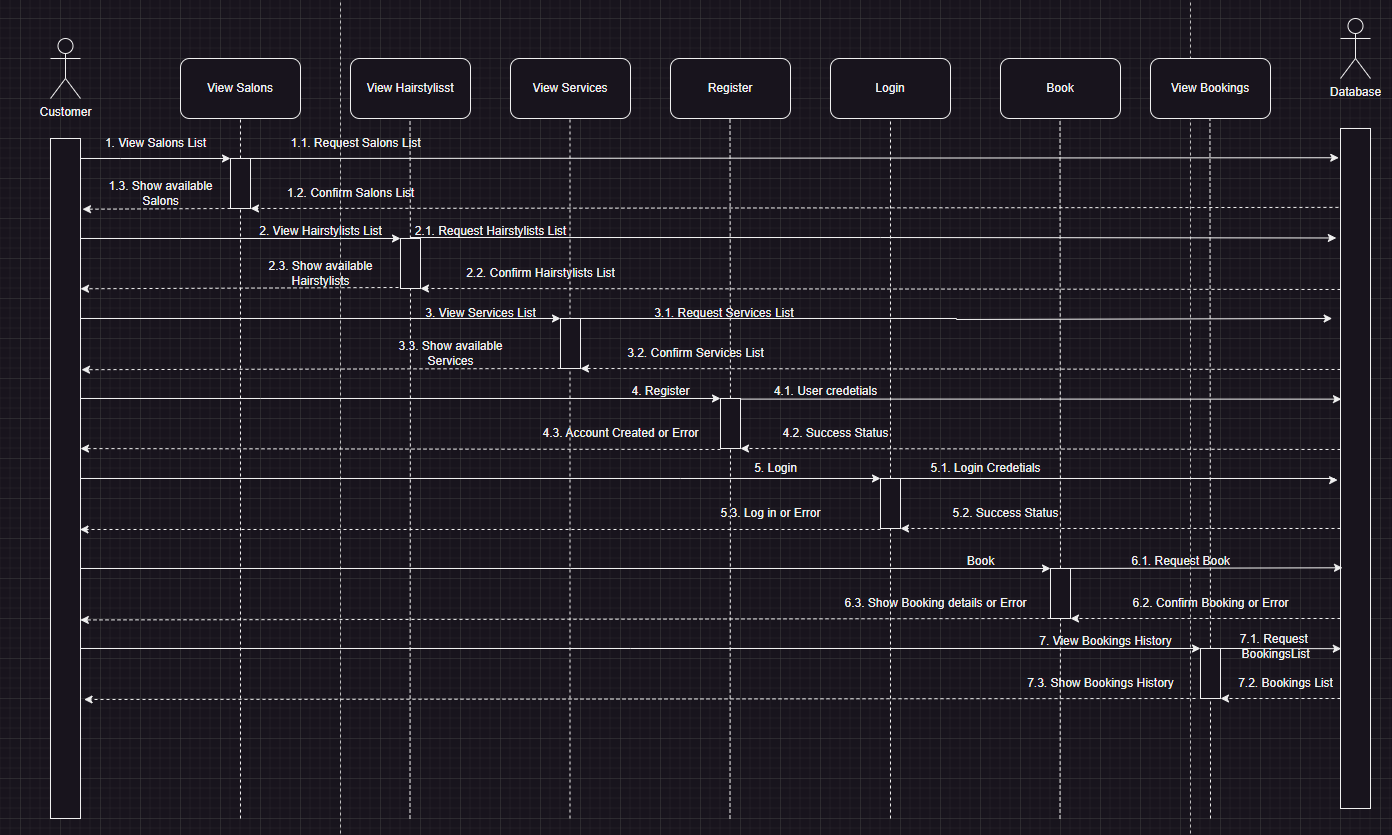 Customer
View Salons
View Hairstylisst
View Services
Register
Login
Book
View Bookings
Database
1. View Salons List
1.1. Request Salons List
1.3. Show available
Salons
1.2. Confirm Salons List
2. View Hairstylists List
2.1. Request Hairstylists List
2.3. Show available
Hairstylists
2.2. Confirm Hairstylists List
3. View Services List
3.1. Request Services List
3.3. Show available
Services
3.2. Confirm Services List
4. Register
4.1. User credetials
4.3. Account Created or Error
4.2. Success Status
5. Login
5.1. Login Credetials
5.3. Log in or Error
5.2. Success Status
Book
6.1. Request Book
6.3. Show Booking details or Error
6.2. Confirm Booking or Error
7. View Bookings History
7.1. Request
BookingsList
7.3. Show Bookings History
7.2. Bookings List